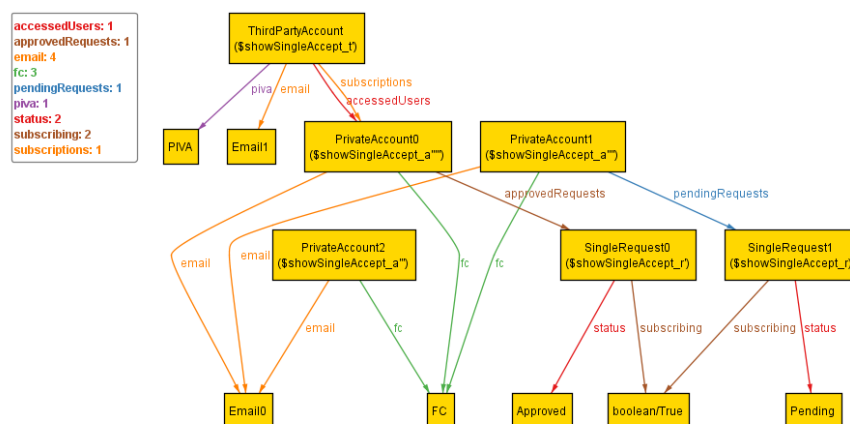 accessedUsers: 1
approvedRequests: 1
email: 4
fc: 3
pendingRequests: 1
piva: 1
status: 2
subscribing: 2
subscriptions: 1
ThirdPartyAccount
($showSingleAccept_t')
piva
email
subscriptions
accessedUsers
PIVA
Email1
PrivateAccount0
($showSingleAccept_a'''')
PrivateAccount1
($showSingleAccept_a''')
approvedRequests
pendingRequests
email
email
fc
fc
PrivateAccount2
($showSingleAccept_a'')
SingleRequest0
($showSingleAccept_r')
SingleRequest1
($showSingleAccept_r)
email
fc
status
subscribing
subscribing
status
Email0
FC
Approved
boolean/True
Pending